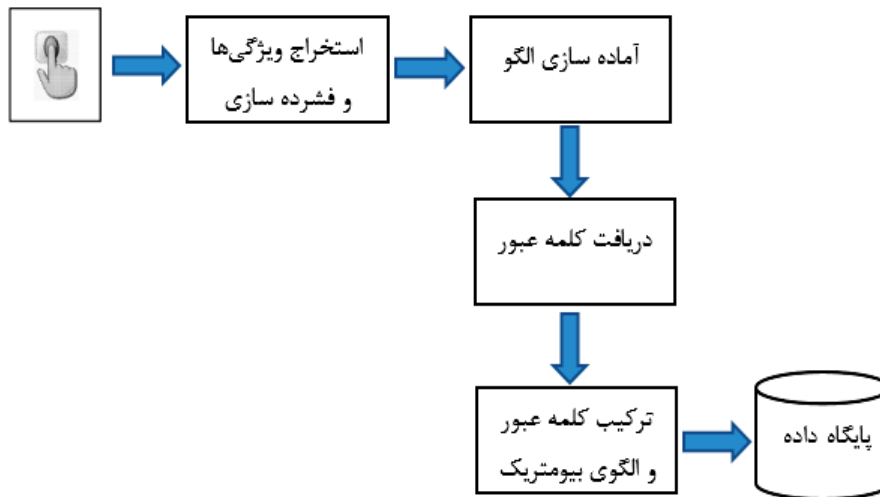 استخراج ویژگی‌ها
و فشرده سازی
آماده سازی الگو
دریافت کلمه عبور
ترکیب کلمه عبور
و الگوی بیومتریک
پایگاه داده